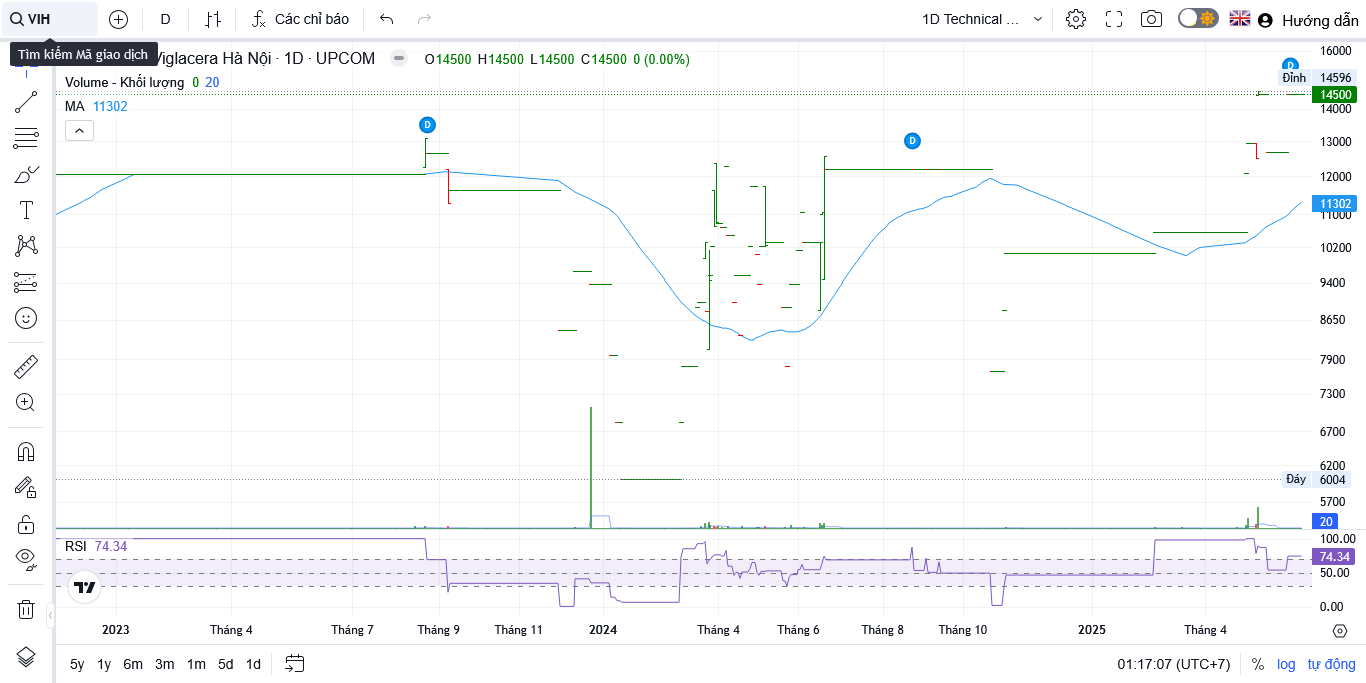 VIH
D
Các chỉ báo
1D Technical ...
Hướng dẫn
Tìm kiếm Mã giao dịch
Viglacera Hà Nội · 1D · UPCOM
O14500 H14500 L14500 C14500 0 (0.00%)
Volume - Khối lượng 0 20
MA 11302
D
D
D
16000
Đỉnh 14596
14500
14000
13000
12000
11302
11000
10200
9400
8650
7900
7300
6700
6200
Đáy 6004
5700
20
RSI 74.34
100.00
74.34
50.00
0.00
2023 Tháng 4 Tháng 7 Tháng 9 Tháng 11 2024 Tháng 4 Tháng 6 Tháng 8 Tháng 10 2025 Tháng 4
5y 1y 6m 3m 1m 5d 1d
01:17:07 (UTC+7) % log tự động